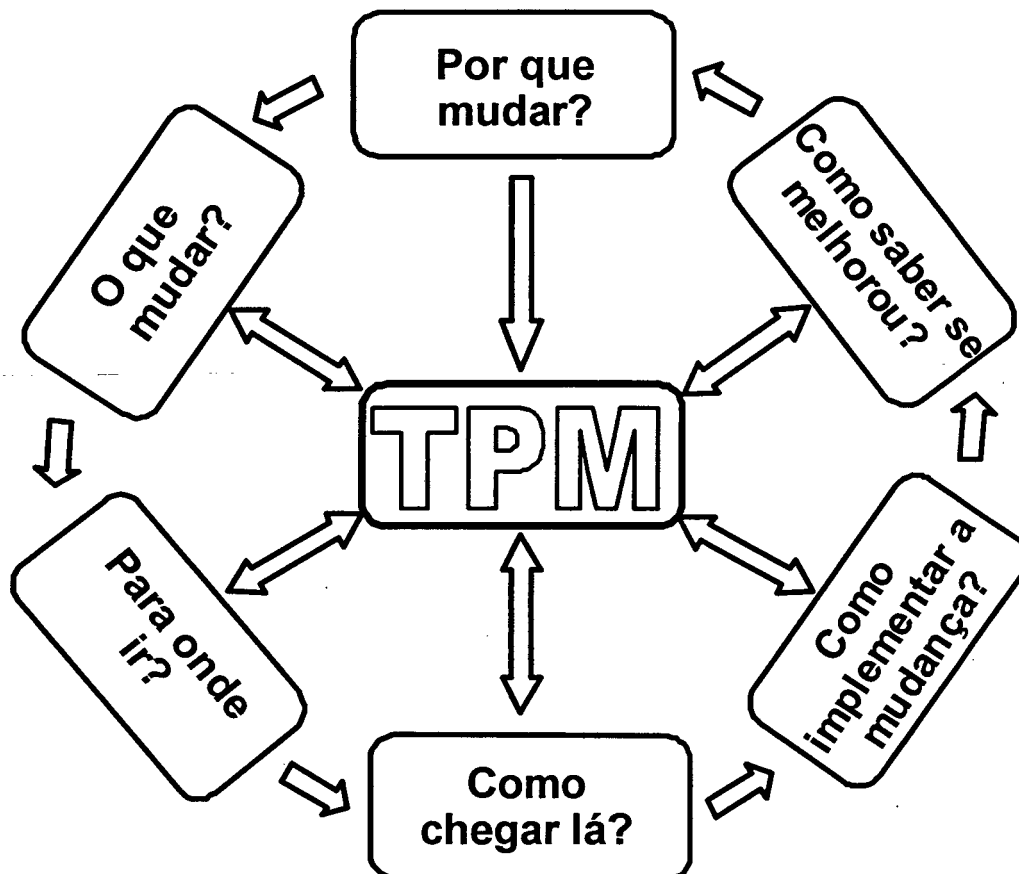 Por que
mudar?
O que
mudar?
Como saber se
melhorou?
TPM
Para onde
ir?
Como
implementar a
mudança?
Como
chegar lá?